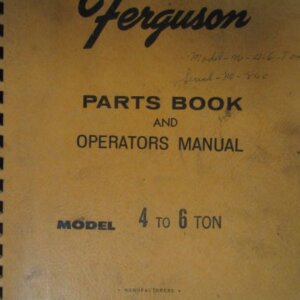 Ferguson
PARTS BOOK
AND
OPERATORS MANUAL
MODEL 4 TO 6 TON
• MANUFACTURERS •